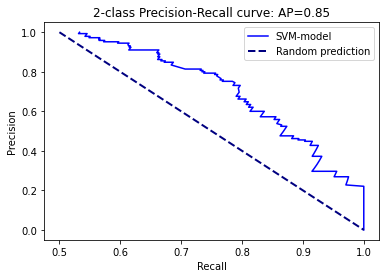 2-class Precision-Recall curve: AP=0.85
1.0
0.8
0.6
0.4
0.2
0.0
Precision
SVM-model
Random prediction
0.5
0.6
0.7
0.8
0.9
1.0
Recall